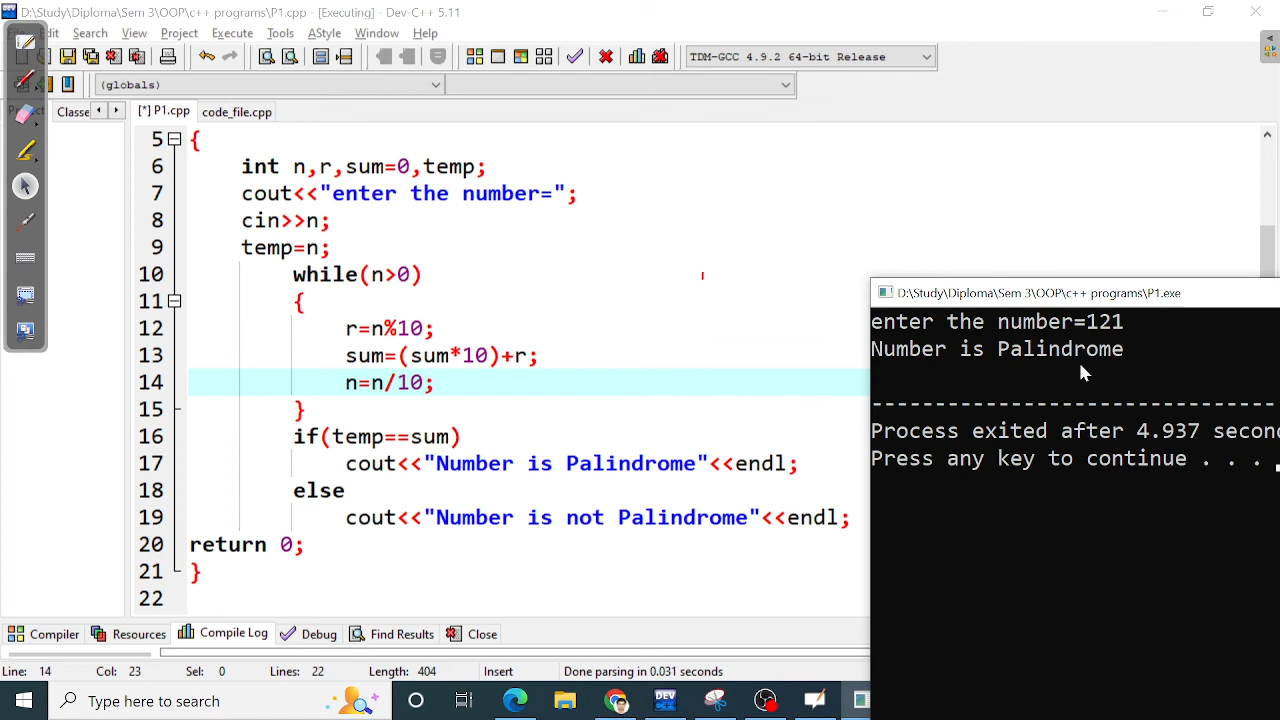 D:\Study\Diploma\Sem 3\OOP\c++ programs\P1.cpp - [Executing] - Dev-C++ 5.11
Search View Project Execute Tools AStyle Window Help
TDM-GCC 4.9.2 64-bit Release
(globals)
Classe [*] P1.cpp code_file.cpp
5 {
6 int n,r,sum=0,temp;
7 cout<<"enter the number=";
8 cin>>n;
9 temp=n;
10 while(n>0)
11 {
12 r=n%10;
13 sum=(sum*10)+r;
14 n=n/10;
15 }
16 if(temp==sum)
17 cout<<"Number is Palindrome"<<endl;
18 else
19 cout<<"Number is not Palindrome"<<endl;
20 return 0;
21 }
22
D:\Study\Diploma\Sem 3\OOP\c++ programs\P1.exe
enter the number=121
Number is Palindrome
--------------------------------
Process exited after 4.937
Press any key to continue . . .
Compiler Resources Compile Log Debug Find Results Close
Line: 14 Col: 23 Sel: 0 Lines: 22 Length: 404 Insert Done parsing in 0.031 seconds
Type here to search
DEV